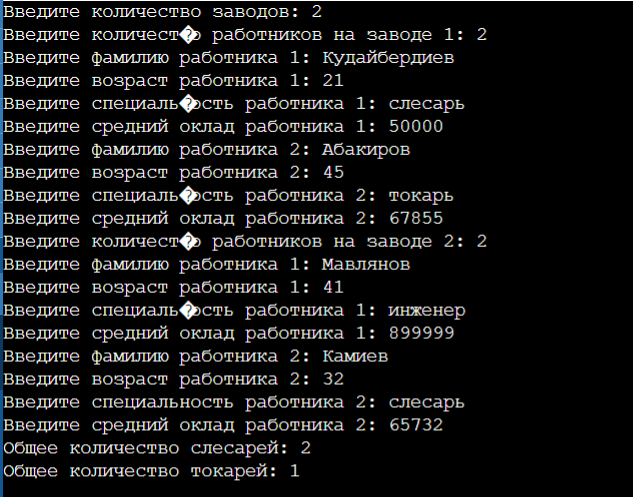 Введите количество заводов: 2
Введите количест�о работников на заводе 1: 2
Введите фамилию работника 1: Кудайбердиев
Введите возраст работника 1: 21
Введите специаль�ость работника 1: слесарь
Введите средний оклад работника 1: 50000
Введите фамилию работника 2: Абакиров
Введите возраст работника 2: 45
Введите специаль�ость работника 2: токарь
Введите средний оклад работника 2: 67855
Введите количест�о работников на заводе 2: 2
Введите фамилию работника 1: Мавлянов
Введите возраст работника 1: 41
Введите специаль�ость работника 1: инженер
Введите средний оклад работника 1: 899999
Введите фамилию работника 2: Камиев
Введите возраст работника 2: 32
Введите специальность работника 2: слесарь
Введите средний оклад работника 2: 65732
Общее количество слесарей: 2
Общее количество токарей: 1